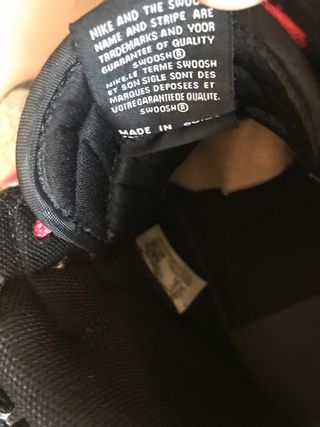 NIKE AND THE SWOO
NAME AND STRIPE ARE
TRADEMARKS AND YOUR
GUARANTEE OF QUALITY
SWOOSH®
NIKE.LE TERME SWOOSH
ET SON SIGLE SONT DES
MARQUES DEPOSEES ET
VOTREGARANTIEDE QUALITE.
SWOOSH®
MADE IN